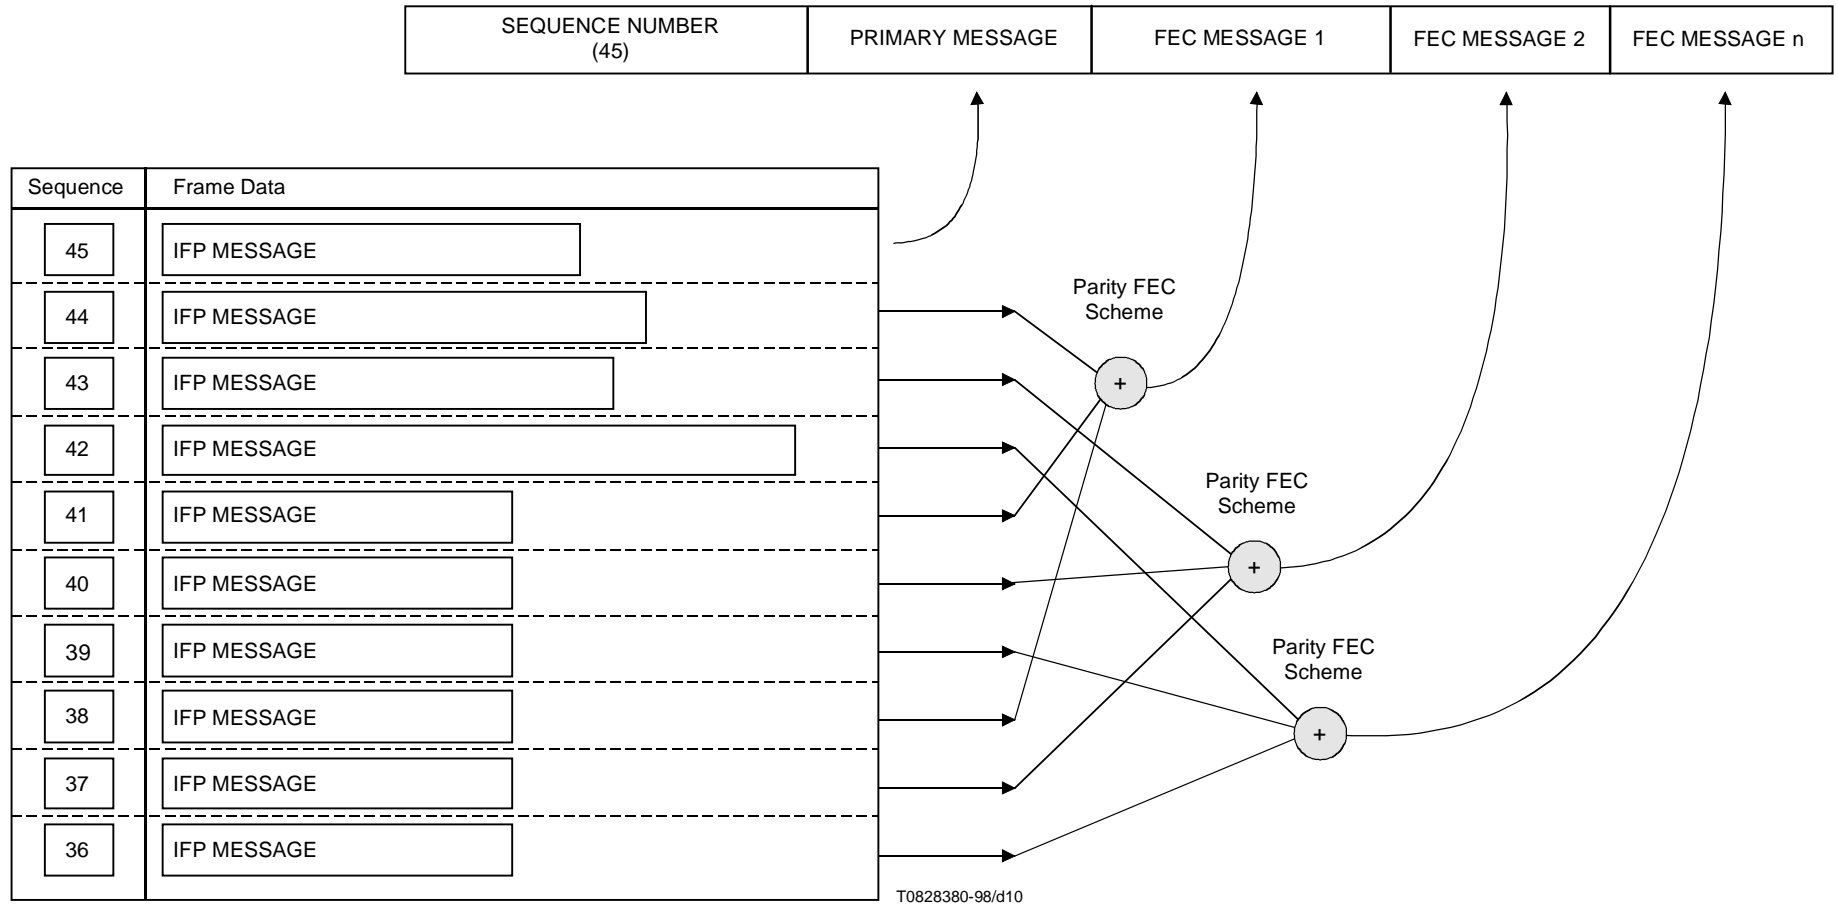 SEQUENCE NUMBER
(45)
PRIMARY MESSAGE
FEC MESSAGE 1
FEC MESSAGE 2
FEC MESSAGE n
Sequence
Frame Data
45
IFP MESSAGE
44
IFP MESSAGE
43
IFP MESSAGE
42
IFP MESSAGE
41
IFP MESSAGE
40
IFP MESSAGE
39
IFP MESSAGE
38
IFP MESSAGE
37
IFP MESSAGE
36
IFP MESSAGE
Parity FEC
Scheme
+
Parity FEC
Scheme
+
Parity FEC
Scheme
+
T0828380-98/d10